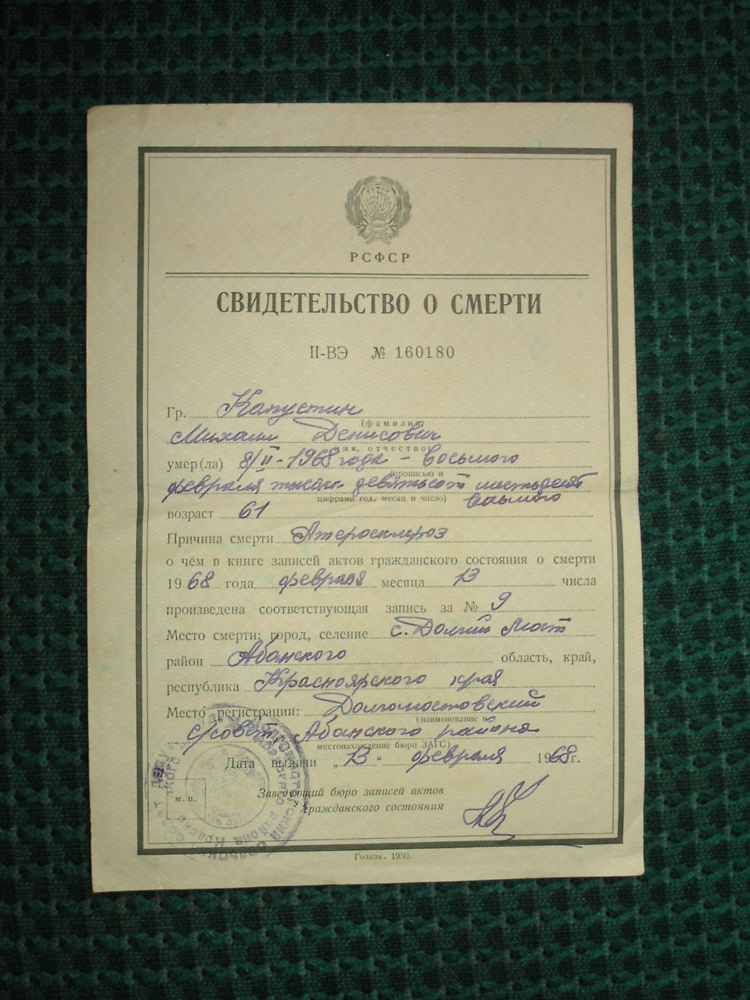 РСФСР
СВИДЕТЕЛЬСТВО О СМЕРТИ
II-ВЭ № 160180
Гр. Капустин
(фамилия)
Михаил Денисович
имя, отчество)
умер(ла) 8/II - 1968 года - восьмого
(прописью и
февраля тысяч девятьсот шестьдесят
цифрами год, месяц и число) восьмого
возраст 61
Причина смерти Атеросклероз
о чём в книге записей актов гражданского состояния о смерти
1968 года февраля месяца 13 числа
произведена соответствующая запись за № 9
Место смерти: город, селение с. Долгий Мост
район Абанского область, край,
республика Красноярского края
Место регистрации: Долгомостовский
(наименование и
с/совет, Абанского района
местонахождение бюро ЗАГС)
Дата выдачи „13“ февраля 1968г.
Заведующий бюро записей актов
гражданского состояния
м. п.
Гознак. 1950.